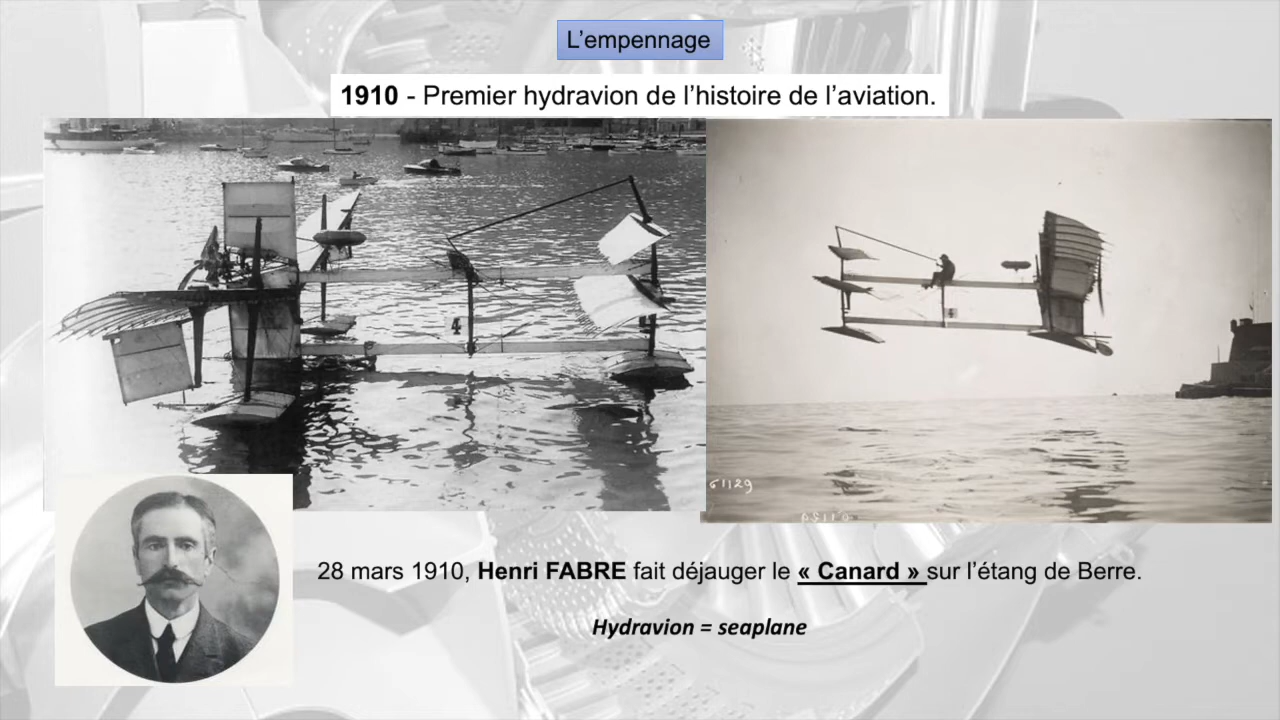 L’empennage
1910 - Premier hydravion de l’histoire de l’aviation.
4
61129
28 mars 1910, Henri FABRE fait déjauger le « Canard » sur l’étang de Berre.
Hydravion = seaplane